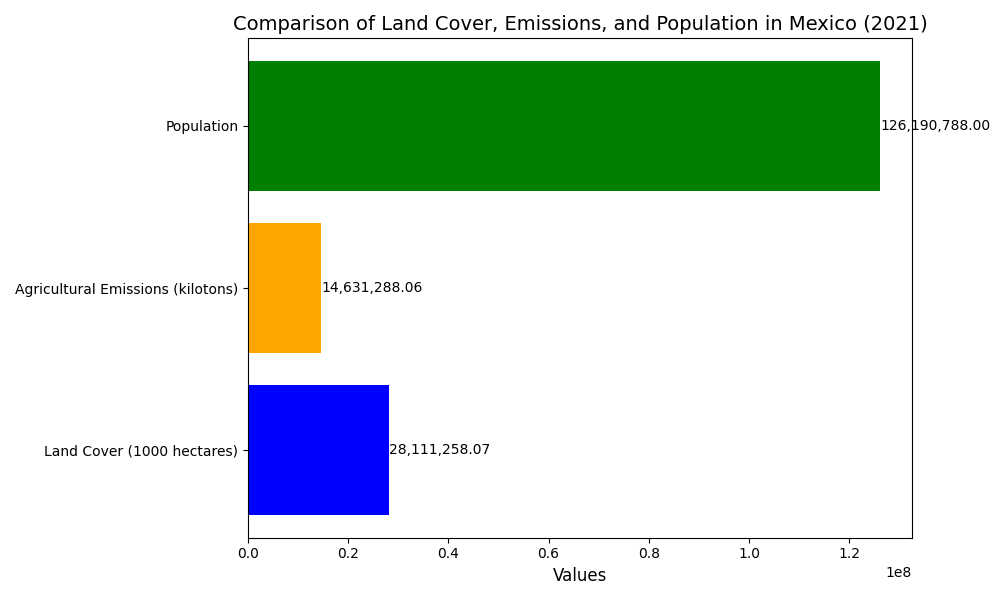 Comparison of Land Cover, Emissions, and Population in Mexico (2021)
Population
126,190,788.00
Agricultural Emissions (kilotons)
14,631,288.06
Land Cover (1000 hectares)
28,111,258.07
0.0 0.2 0.4 0.6 0.8 1.0 1.2
1e8
Values